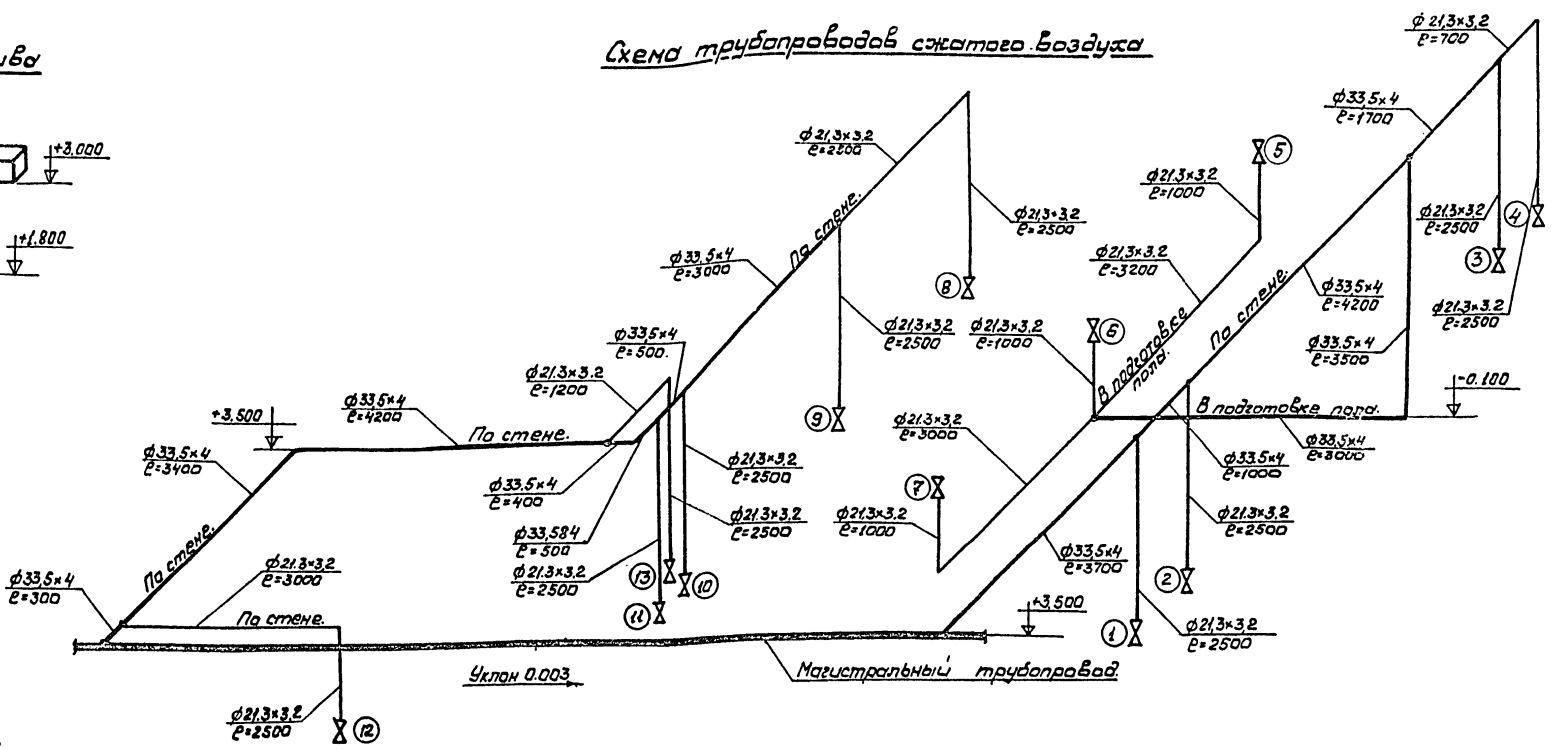 Схема трубопроводов сжатого воздуха
ива
+3,000
+1.800
ф 21,3×3,2
ℓ=700
ф33,5×4
ℓ=1700
ф21,3×3,2
ℓ=2500
3
4
ф21.3×3.2
ℓ=2500
ф 21,3×3,2
По стене.
ф21,3×3,2
ℓ=2500
8
5
ф21.3×3.2
ℓ=1000
ф21,3×3.2
ℓ=3200
ф33,5×4
ℓ=4200
По стене.
ф33,5×4
ℓ=3500
-0.100
ф33,5×4
ℓ=3000
ф21,3×3,2
ℓ=2500
9
ф21.3×3,2
ℓ=1000
6
В подготовке
пола.
В подготовке пола.
ф33,5×4
ф33.5×4
ℓ=1000
ф33,5×4
ℓ=500.
ф21.3×3.2
ℓ=1200
+3.500
ф33,5×4
ℓ=4200
По стене.
ф33,5×4
ℓ=3400
ф33,5×4
ℓ=400
ф33,584
ℓ=500
ф21.3×3,2
ℓ=2500
ф21.3×3,2
ℓ=2500
ф21.3×3,2
ℓ=2500
11
13
10
ф21.3×3,2
ℓ=3000
7
ф21,3×3,2
ℓ=1000
ф33,5×4
ℓ=3700
ф21.3×3,2
ℓ=2500
2
1
ф21,3×3,2
ℓ=2500
+3,500
По стене.
ф33,5×4
ℓ=300
ф21.3×3,2
ℓ=3000
По стене.
Уклон 0.003
Магистральный трубопровод.
ф21,3×3,2
ℓ=2500
12